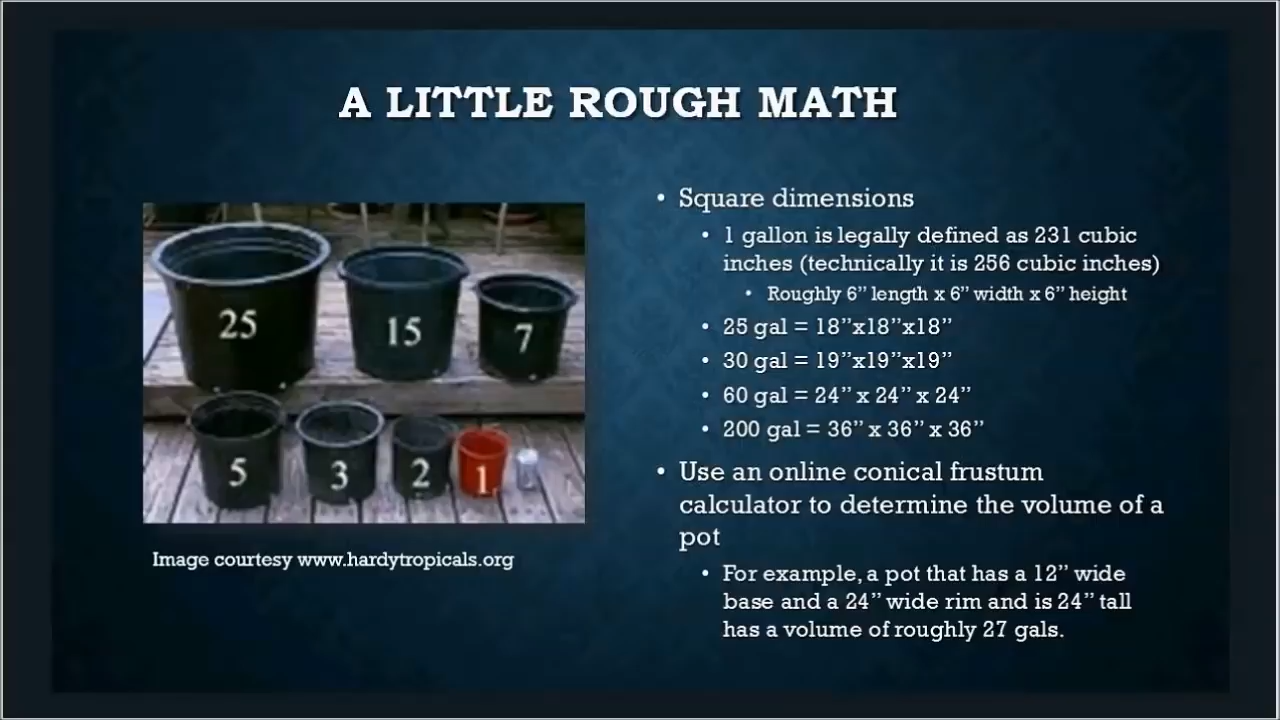 A LITTLE ROUGH MATH
25
15
7
5
3
2
1
Image courtesy www.hardytropicals.org
• Square dimensions
• 1 gallon is legally defined as 231 cubic
inches (technically it is 256 cubic inches)
• Roughly 6” length x 6” width x 6” height
• 25 gal = 18”x18”x18”
• 30 gal = 19”x19”x19”
• 60 gal = 24” x 24” x 24”
• 200 gal = 36” x 36” x 36”
• Use an online conical frustum
calculator to determine the volume of a
pot
• For example, a pot that has a 12” wide
base and a 24” wide rim and is 24” tall
has a volume of roughly 27 gals.